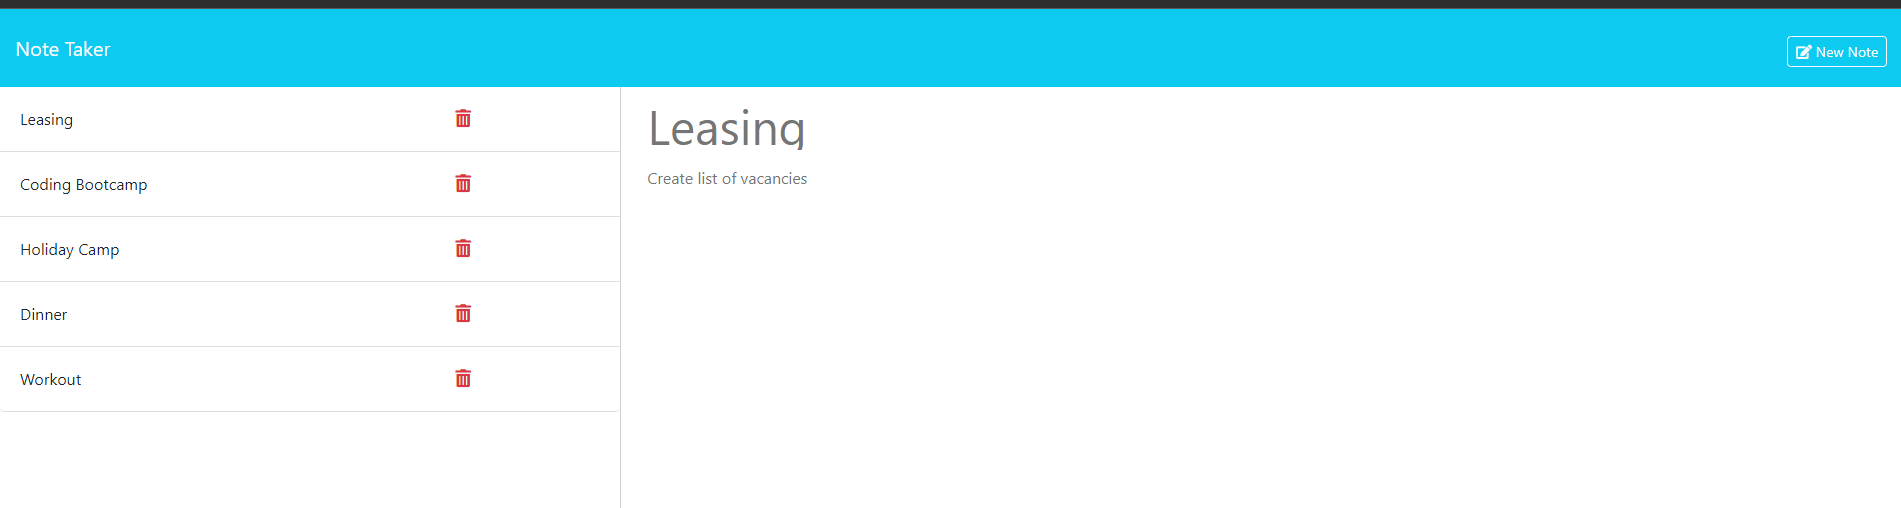 Note Taker
New Note
Leasing
Coding Bootcamp
Holiday Camp
Dinner
Workout
Leasing
Create list of vacancies